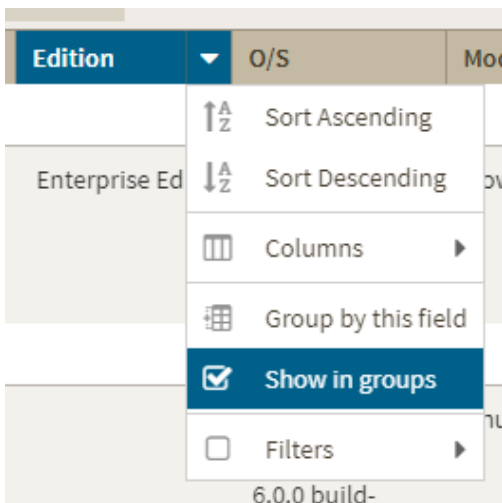 Edition O/S
Sort Ascending
Enterprise Ed Sort Descending
Columns
Group by this field
Show in groups
Filters
6.0.0 build-